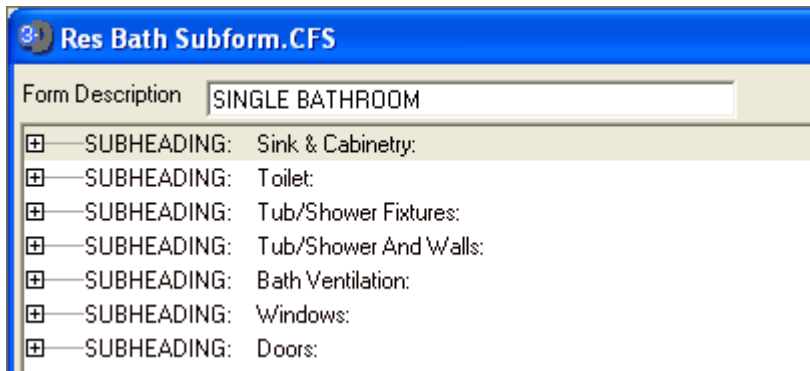 Res Bath Subform.CFS
Form Description SINGLE BATHROOM
SUBHEADING: Sink & Cabinetry:
SUBHEADING: Toilet:
SUBHEADING: Tub/Shower Fixtures:
SUBHEADING: Tub/Shower And Walls:
SUBHEADING: Bath Ventilation:
SUBHEADING: Windows:
SUBHEADING: Doors: